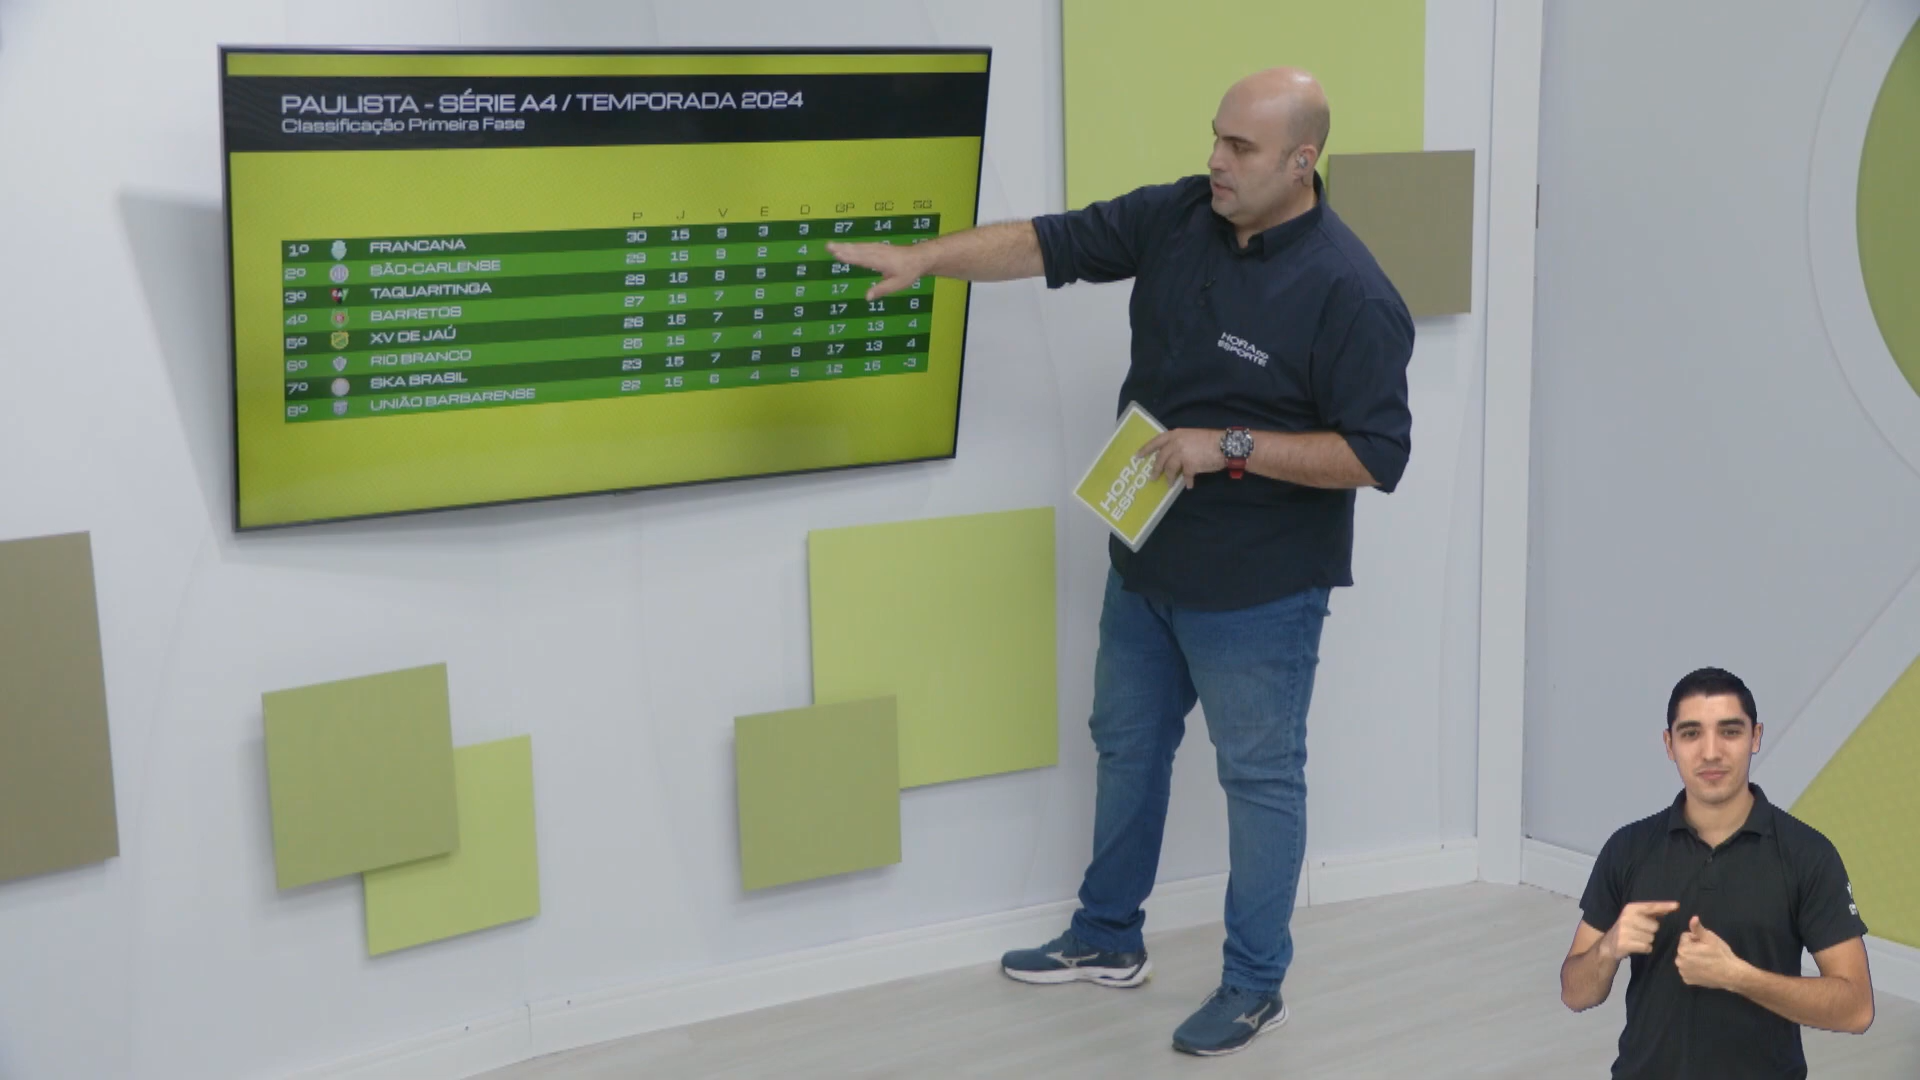 PAULISTA - SÉRIE A4 / TEMPORADA 2024
Classificação Primeira Fase
P J V E D GP GC SG
1º FRANCANA 30 15 9 3 3 27 14 13
2º SÃO-CARLENSE 29 15 9 2 4
3º TAQUARITINGA 29 15 8 5 2 24
4º BARRETOS 27 15 7 6 2 17
5º XV DE JAÚ 26 15 7 5 3 17 11 6
6º RIO BRANCO 25 15 7 4 4 17 13 4
7º SKA BRASIL 23 15 7 2 6 17 13 4
8º UNIÃO BARBARENSE 22 15 6 4 5 12 15 -3
HORA DO
ESPORTE
HORA
ESPOR